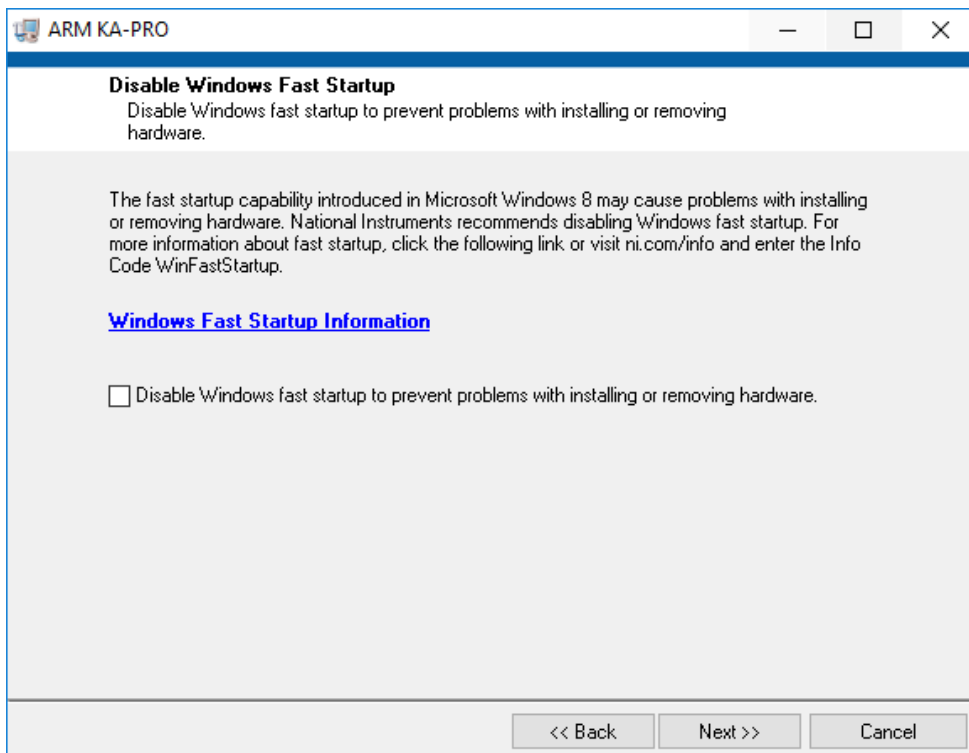 ARM KA-PRO
Disable Windows Fast Startup
Disable Windows fast startup to prevent problems with installing or removing
hardware.
The fast startup capability introduced in Microsoft Windows 8 may cause problems with installing
or removing hardware. National Instruments recommends disabling Windows fast startup. For
more information about fast startup, click the following link or visit ni.com/info and enter the Info
Code WinFastStartup.
Windows Fast Startup Information
Disable Windows fast startup to prevent problems with installing or removing hardware.
<< Back
Next >>
Cancel